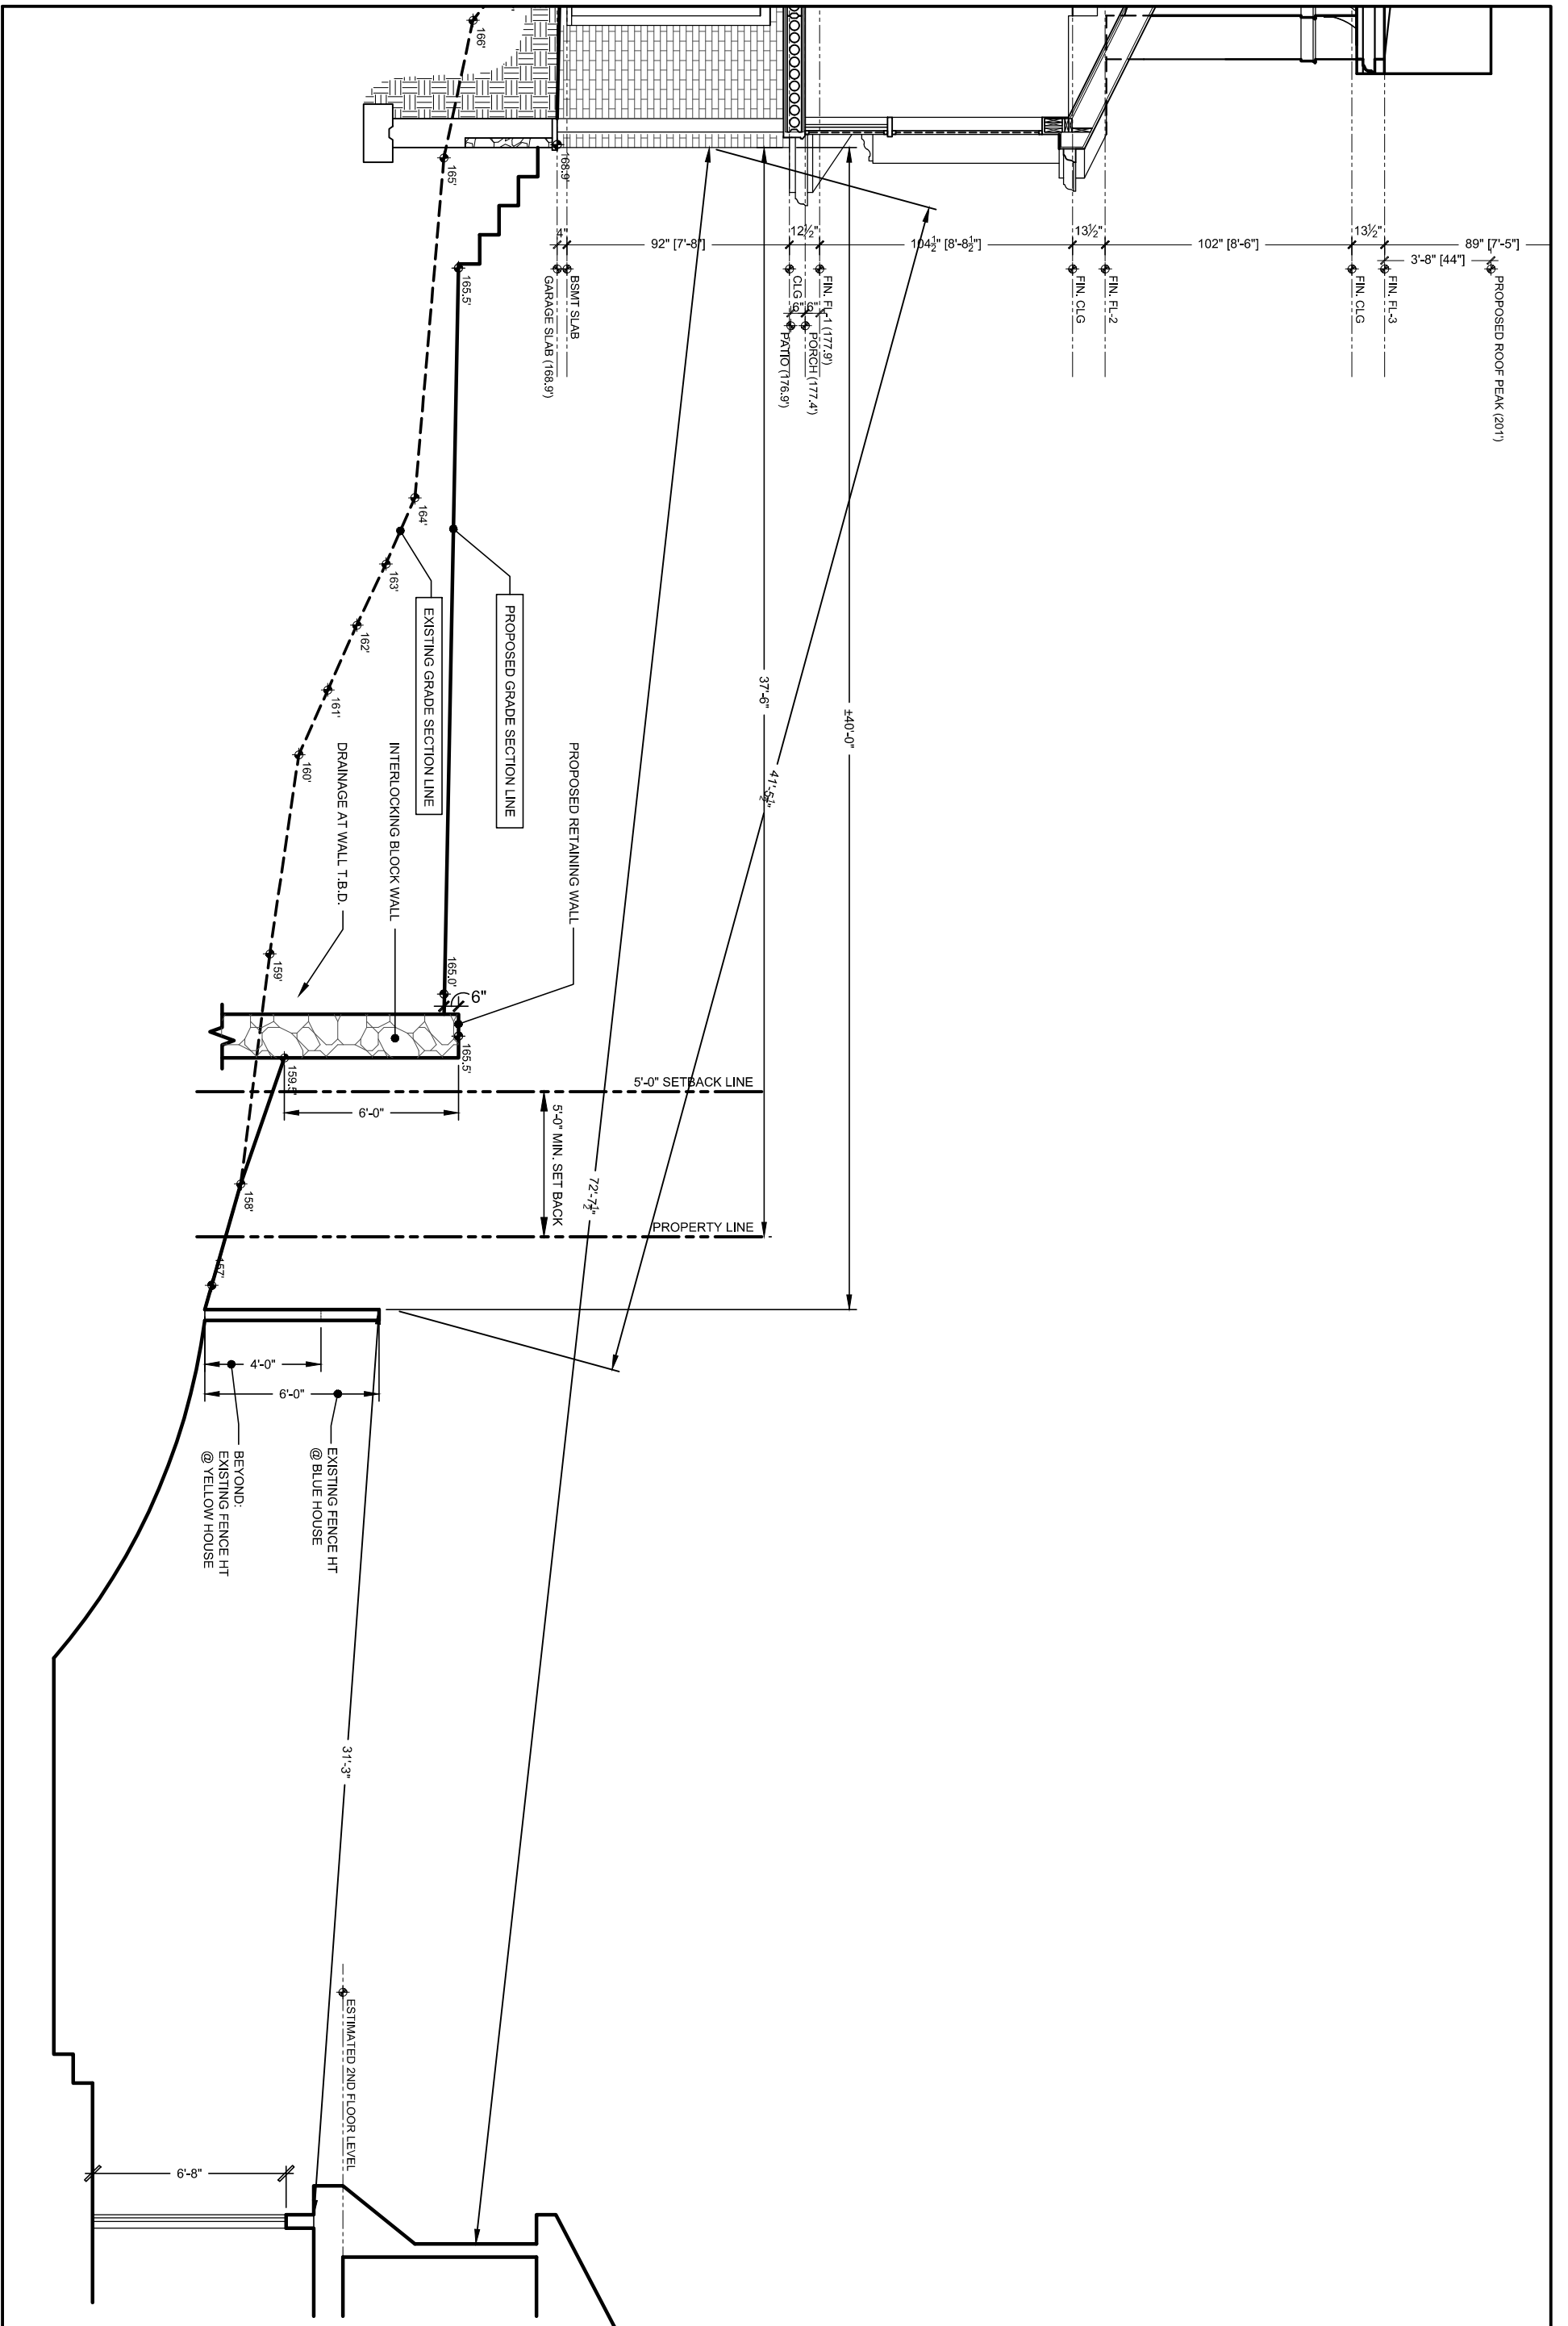 166'
165'
168.9'
165.5'
4"
92" [7'-8"]
12½"
104½" [8'-8½"]
13½"
102" [8'-6"]
13½"
89" [7'-5"]
3'-8" [44"]
GARAGE SLAB (168.9')
BSMT SLAB
CLG
FIN. FL-1 (177.9')
6"
6"
PATIO (176.9')
PORCH (177.4')
FIN. CLG
FIN. FL-2
FIN. CLG
FIN. FL-3
PROPOSED ROOF PEAK (201')
164'
163'
162'
161'
160'
159'
EXISTING GRADE SECTION LINE
PROPOSED GRADE SECTION LINE
37'-6"
±40'-0"
41'-5½"
DRAINAGE AT WALL T.B.D.
INTERLOCKING BLOCK WALL
PROPOSED RETAINING WALL
165.0'
6"
165.5'
159.5'
5'-0" SETBACK LINE
6'-0"
5'-0" MIN. SET BACK
72'-7½"
158'
PROPERTY LINE
157'
4'-0"
6'-0"
BEYOND:
EXISTING FENCE HT
@ YELLOW HOUSE
EXISTING FENCE HT
@ BLUE HOUSE
31'-3"
ESTIMATED 2ND FLOOR LEVEL
6'-8"